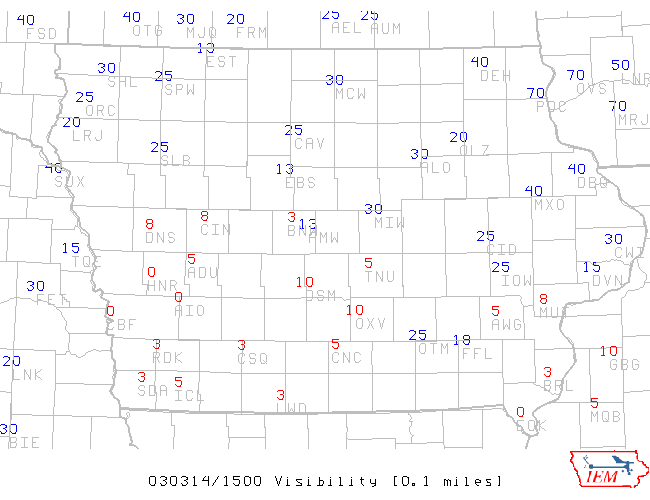 40 40 30 20 25 25
FSD OTG MJQ FRM AEL AUM
13
EST
30 25 30 40 70 50
SHL SPW MCW DEH OVS LNR
25 70 70
ORC PDC MRJ
20 25 20
LRJ CAV OLZ
25 30
SLB
40 13 40
SUX EBS DBQ
40
MXO
8 8 3 13 30
DNS CIN BNW AMW MIW
15 25 30
CID CWI
0 5 5 25 15
HNR ADU TNU IOW DVN
30 10
DSM
0 0 10 5 8
CBF AIO OXV AWG
3 3 5 25 18 10
RDK CSQ CNC OTM FFL GBG
20 3 5 3
LNK SDA ICL BRL
3 5
LWD MQB
0
EOK
30
BIE
030314/1500 Visibility [0.1 miles]
IEM